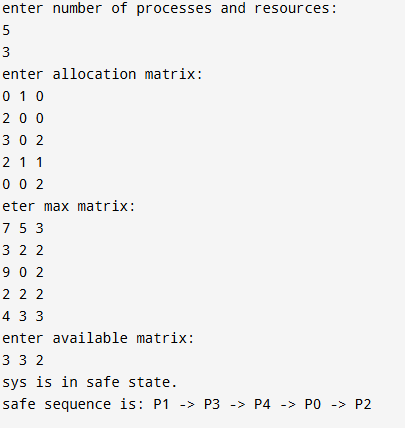 enter number of processes and resources:
5
3
enter allocation matrix:
0 1 0
2 0 0
3 0 2
2 1 1
0 0 2
eter max matrix:
7 5 3
3 2 2
9 0 2
2 2 2
4 3 3
enter available matrix:
3 3 2
sys is in safe state.
safe sequence is: P1 -> P3 -> P4 -> P0 -> P2